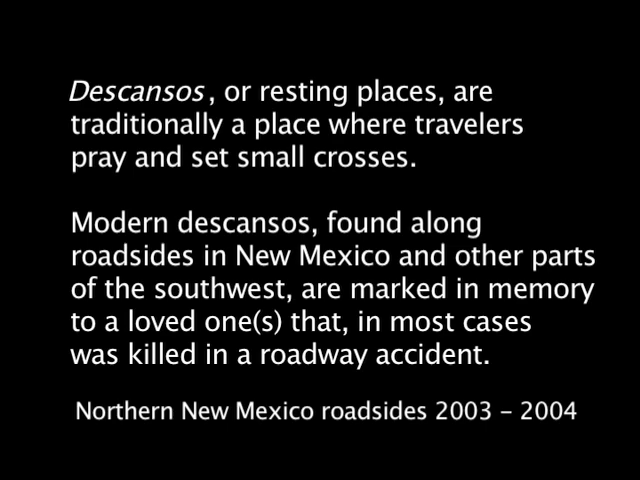 Descansos, or resting places, are
traditionally a place where travelers
pray and set small crosses.
Modern descansos, found along
roadsides in New Mexico and other parts
of the southwest, are marked in memory
to a loved one(s) that, in most cases
was killed in a roadway accident.
Northern New Mexico roadsides 2003 – 2004